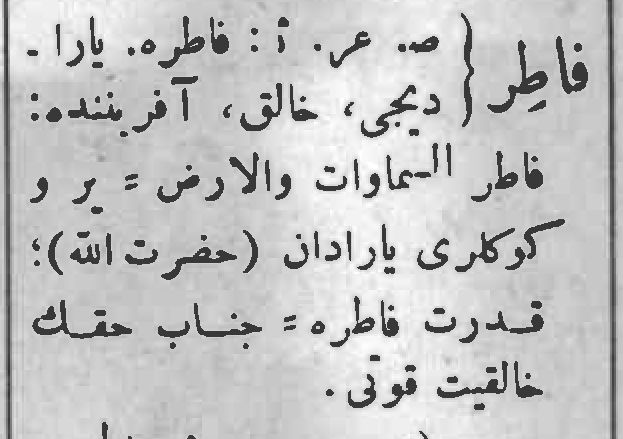 فاطِر { ص. عر. أ : فاطره. يارا ـ
ديجى، خالق، آفريننده:
فاطر السماوات والارض = ير و
كوكلرى يارادان (حضرت الله)؛
قدرت فاطره = جناب حقك
خالقيت قوتى .